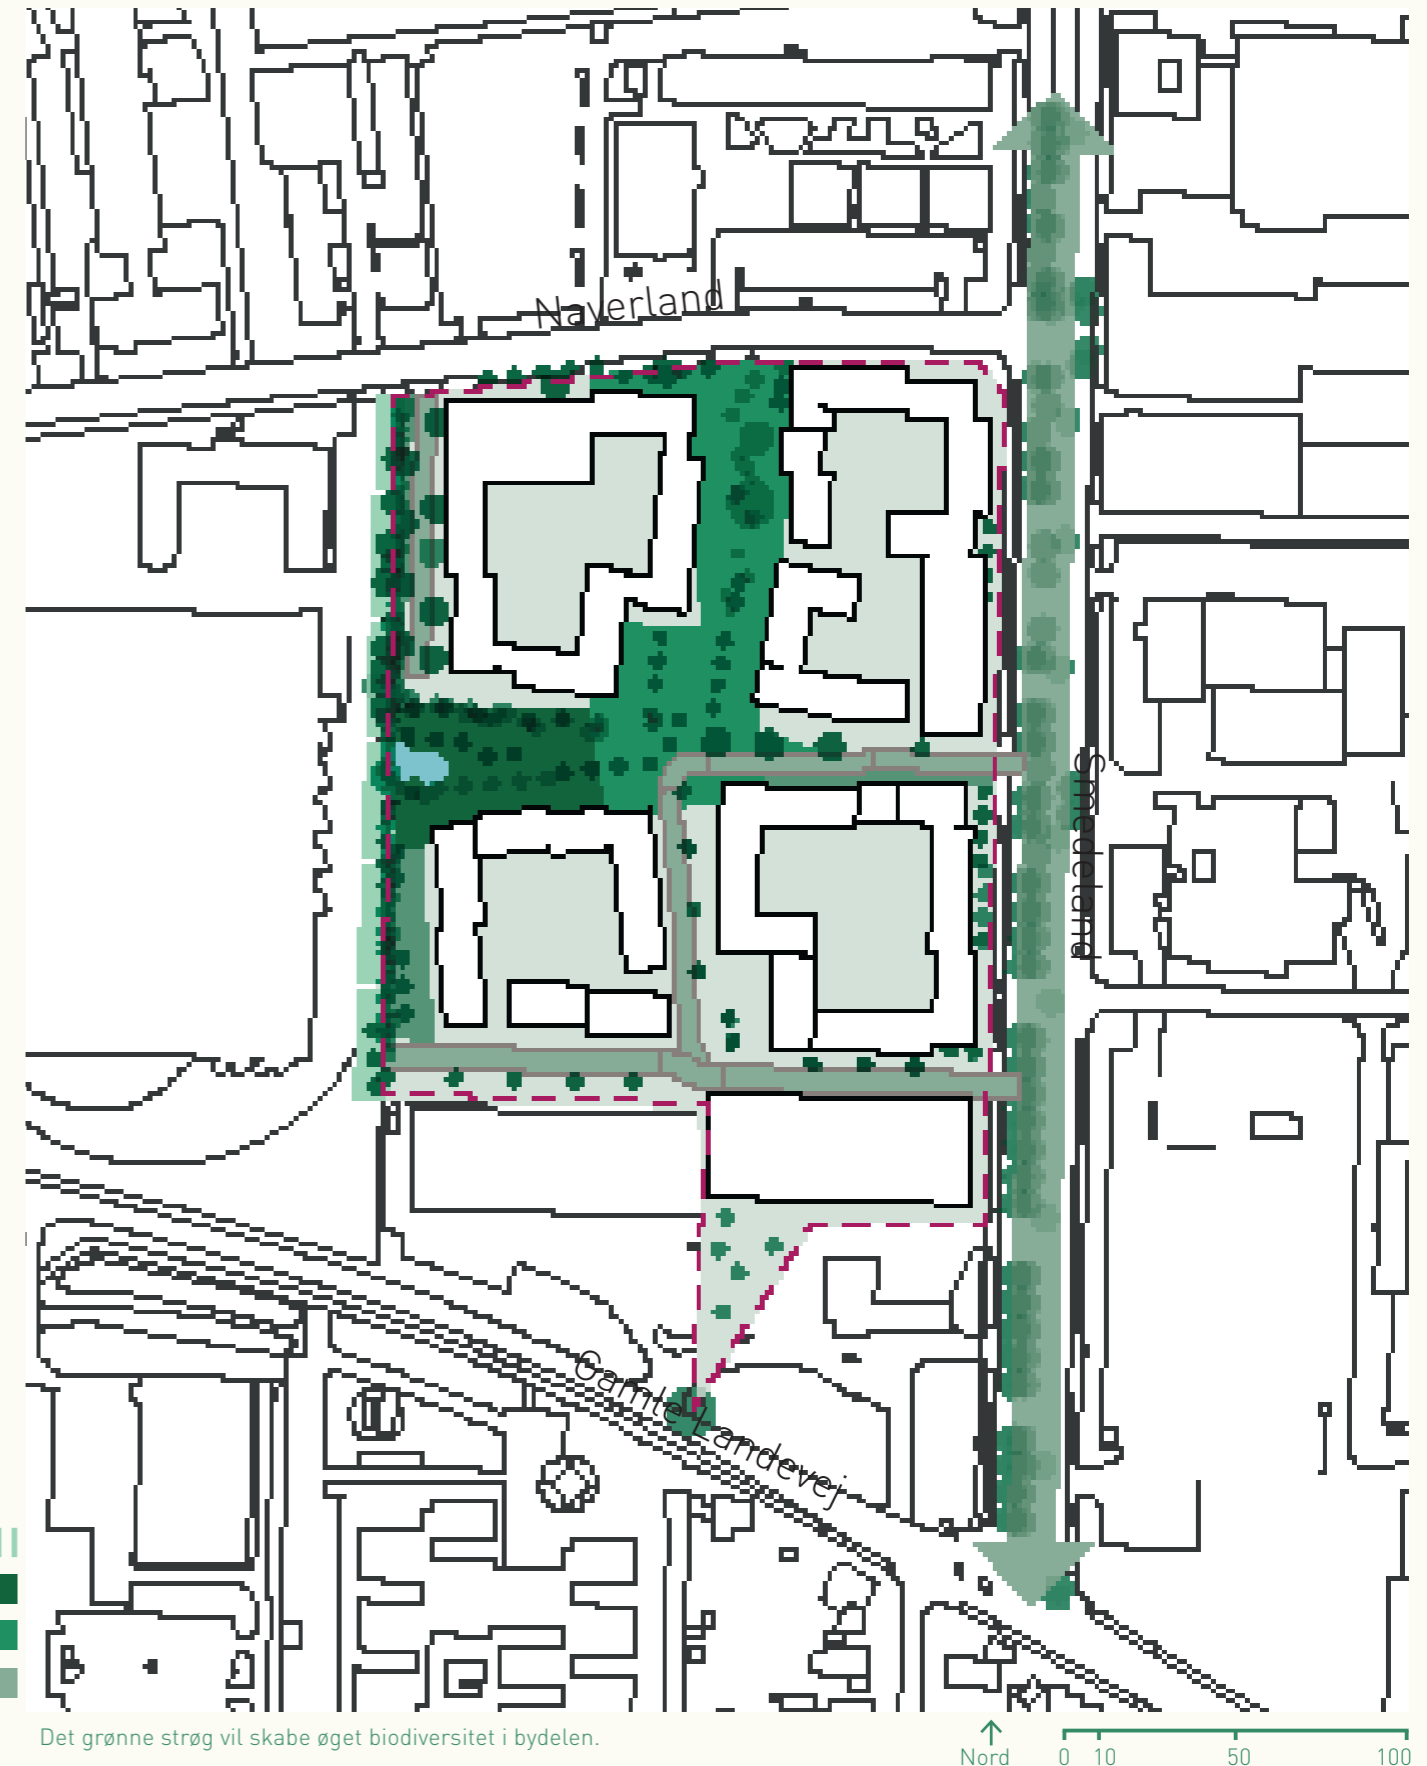 Naverland
Smedeland
Gamle Landevej
Det grønne strøg vil skabe øget biodiversitet i bydelen.
Nord
0 10 50 100